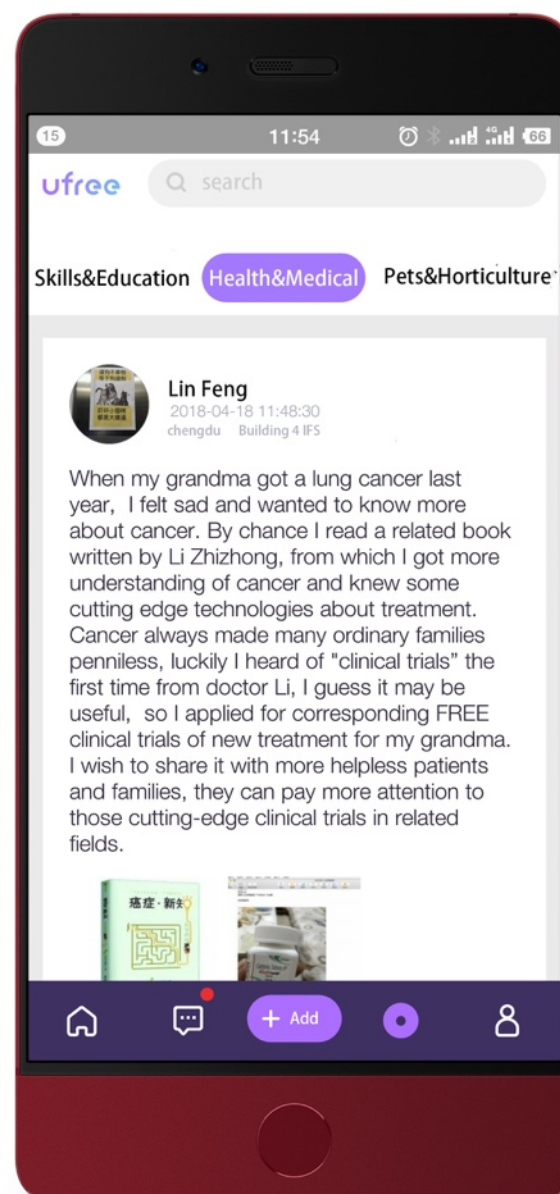 15
11:54
4G
66
ufree
search
Skills&Education
Health&Medical
Pets&Horticulture
Lin Feng
2018-04-18 11:48:30
chengdu Building 4 IFS
When my grandma got a lung cancer last
year, I felt sad and wanted to know more
about cancer. By chance I read a related book
written by Li Zhizhong, from which I got more
understanding of cancer and knew some
cutting edge technologies about treatment.
Cancer always made many ordinary families
penniless, luckily I heard of "clinical trials” the
first time from doctor Li, I guess it may be
useful, so I applied for corresponding FREE
clinical trials of new treatment for my grandma.
I wish to share it with more helpless patients
and families, they can pay more attention to
those cutting-edge clinical trials in related
fields.
癌症·新知
+ Add